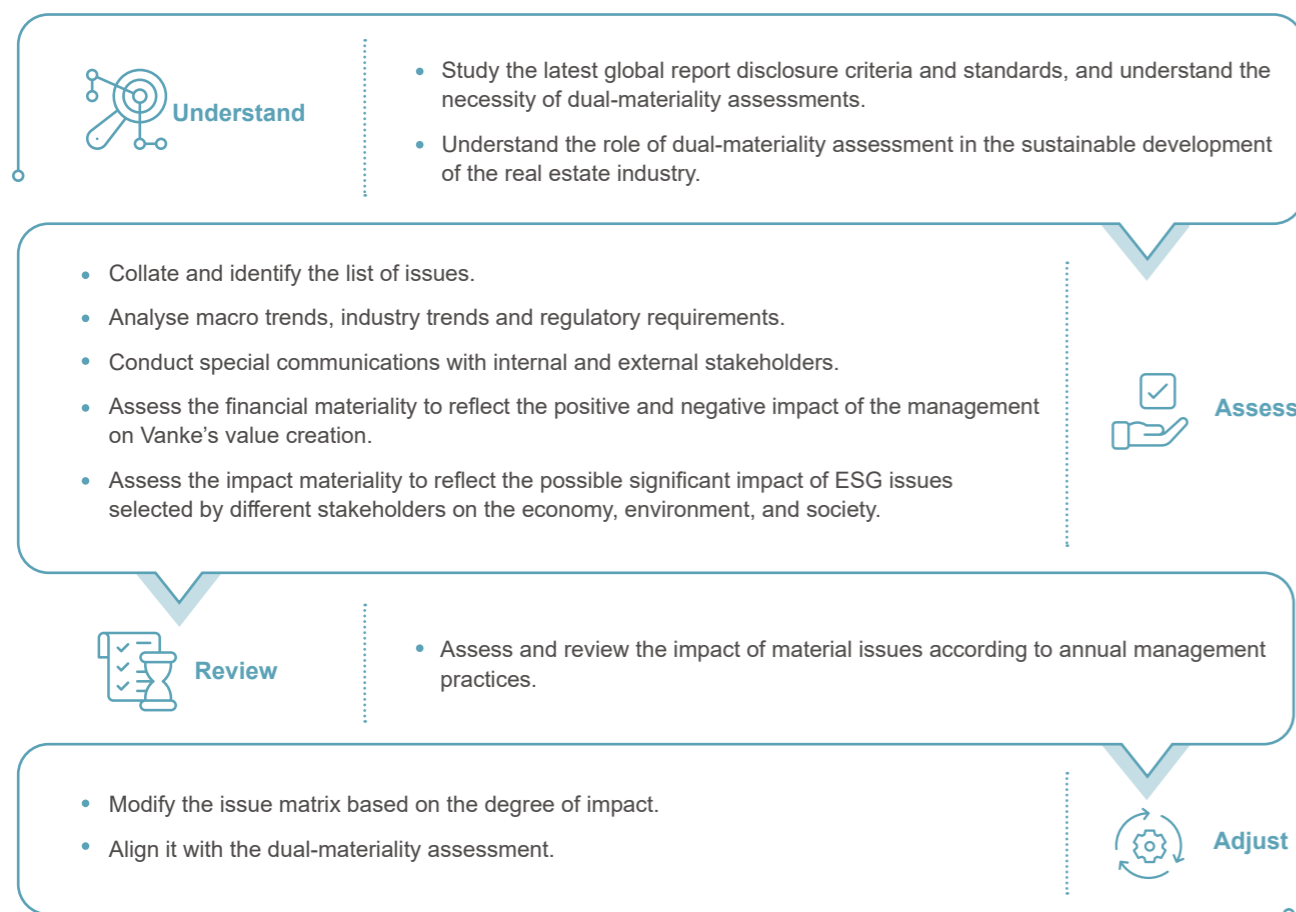 Understand
• Study the latest global report disclosure criteria and standards, and understand the
necessity of dual-materiality assessments.
• Understand the role of dual-materiality assessment in the sustainable development
of the real estate industry.
• Collate and identify the list of issues.
• Analyse macro trends, industry trends and regulatory requirements.
• Conduct special communications with internal and external stakeholders.
• Assess the financial materiality to reflect the positive and negative impact of the management
on Vanke’s value creation.
• Assess the impact materiality to reflect the possible significant impact of ESG issues
selected by different stakeholders on the economy, environment, and society.
Assess
Review
• Assess and review the impact of material issues according to annual management
practices.
• Modify the issue matrix based on the degree of impact.
• Align it with the dual-materiality assessment.
Adjust